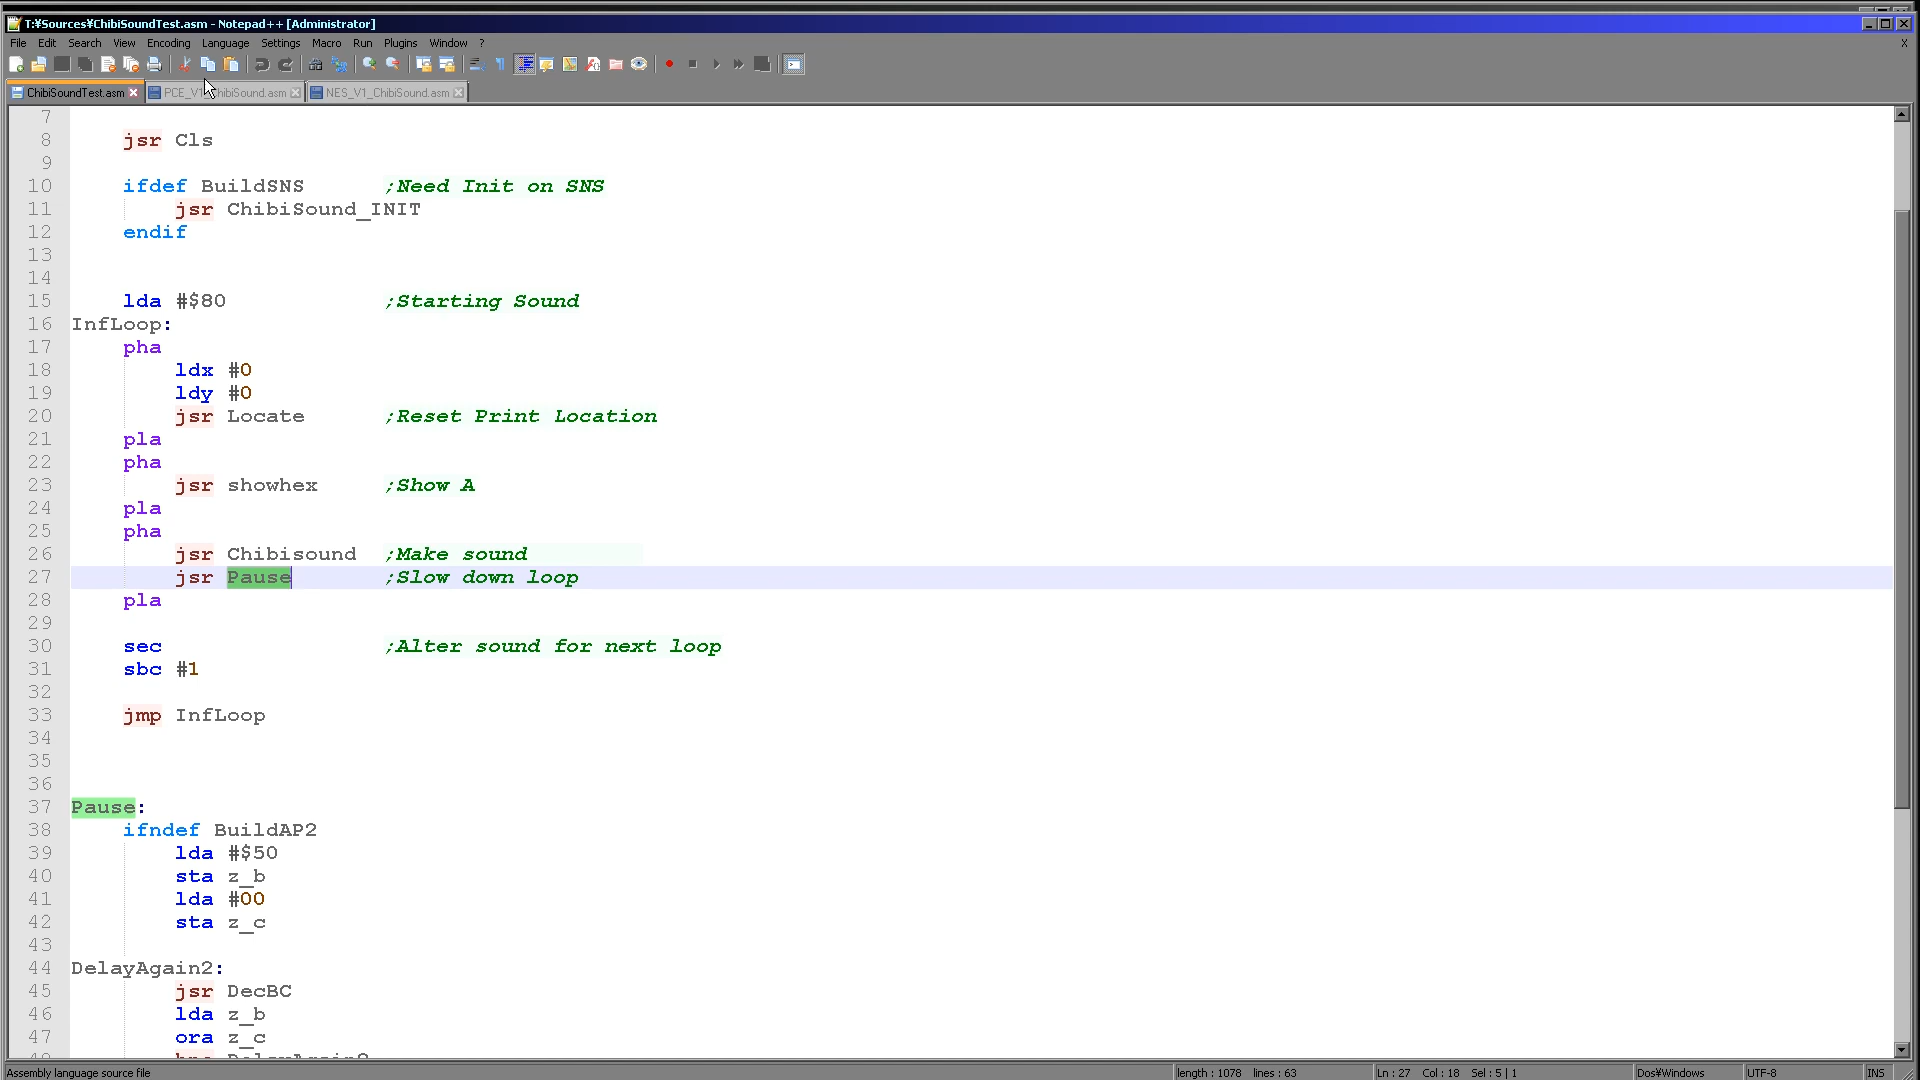 T:¥Sources¥ChibiSoundTest.asm - Notepad++ [Administrator]
File Edit Search View Encoding Language Settings Macro Run Plugins Window ?
X
ChibiSoundTest.asm
NES_V1_ChibiSound.asm
7
8 jsr Cls
9
10 ifdef BuildSNS ;Need Init on SNS
11 jsr ChibiSound_INIT
12 endif
13
14
15 lda #$80 ;Starting Sound
16 InfLoop:
17 pha
18 ldx #0
19 ldy #0
20 jsr Locate ;Reset Print Location
21 pla
22 pha
23 jsr showhex ;Show A
24 pla
25 pha
26 jsr Chibisound ;Make sound
27 jsr Pause ;Slow down loop
28 pla
29
30 sec ;Alter sound for next loop
31 sbc #1
32
33 jmp InfLoop
34
35
36
37 Pause:
38 ifndef BuildAP2
39 lda #$50
40 sta z_b
41 lda #00
42 sta z_c
43
44 DelayAgain2:
45 jsr DecBC
46 lda z_b
47 ora z_c
Assembly language source file length : 1078 lines : 63 Ln : 27 Col : 18 Sel : 5 | 1 Dos¥Windows UTF-8 INS